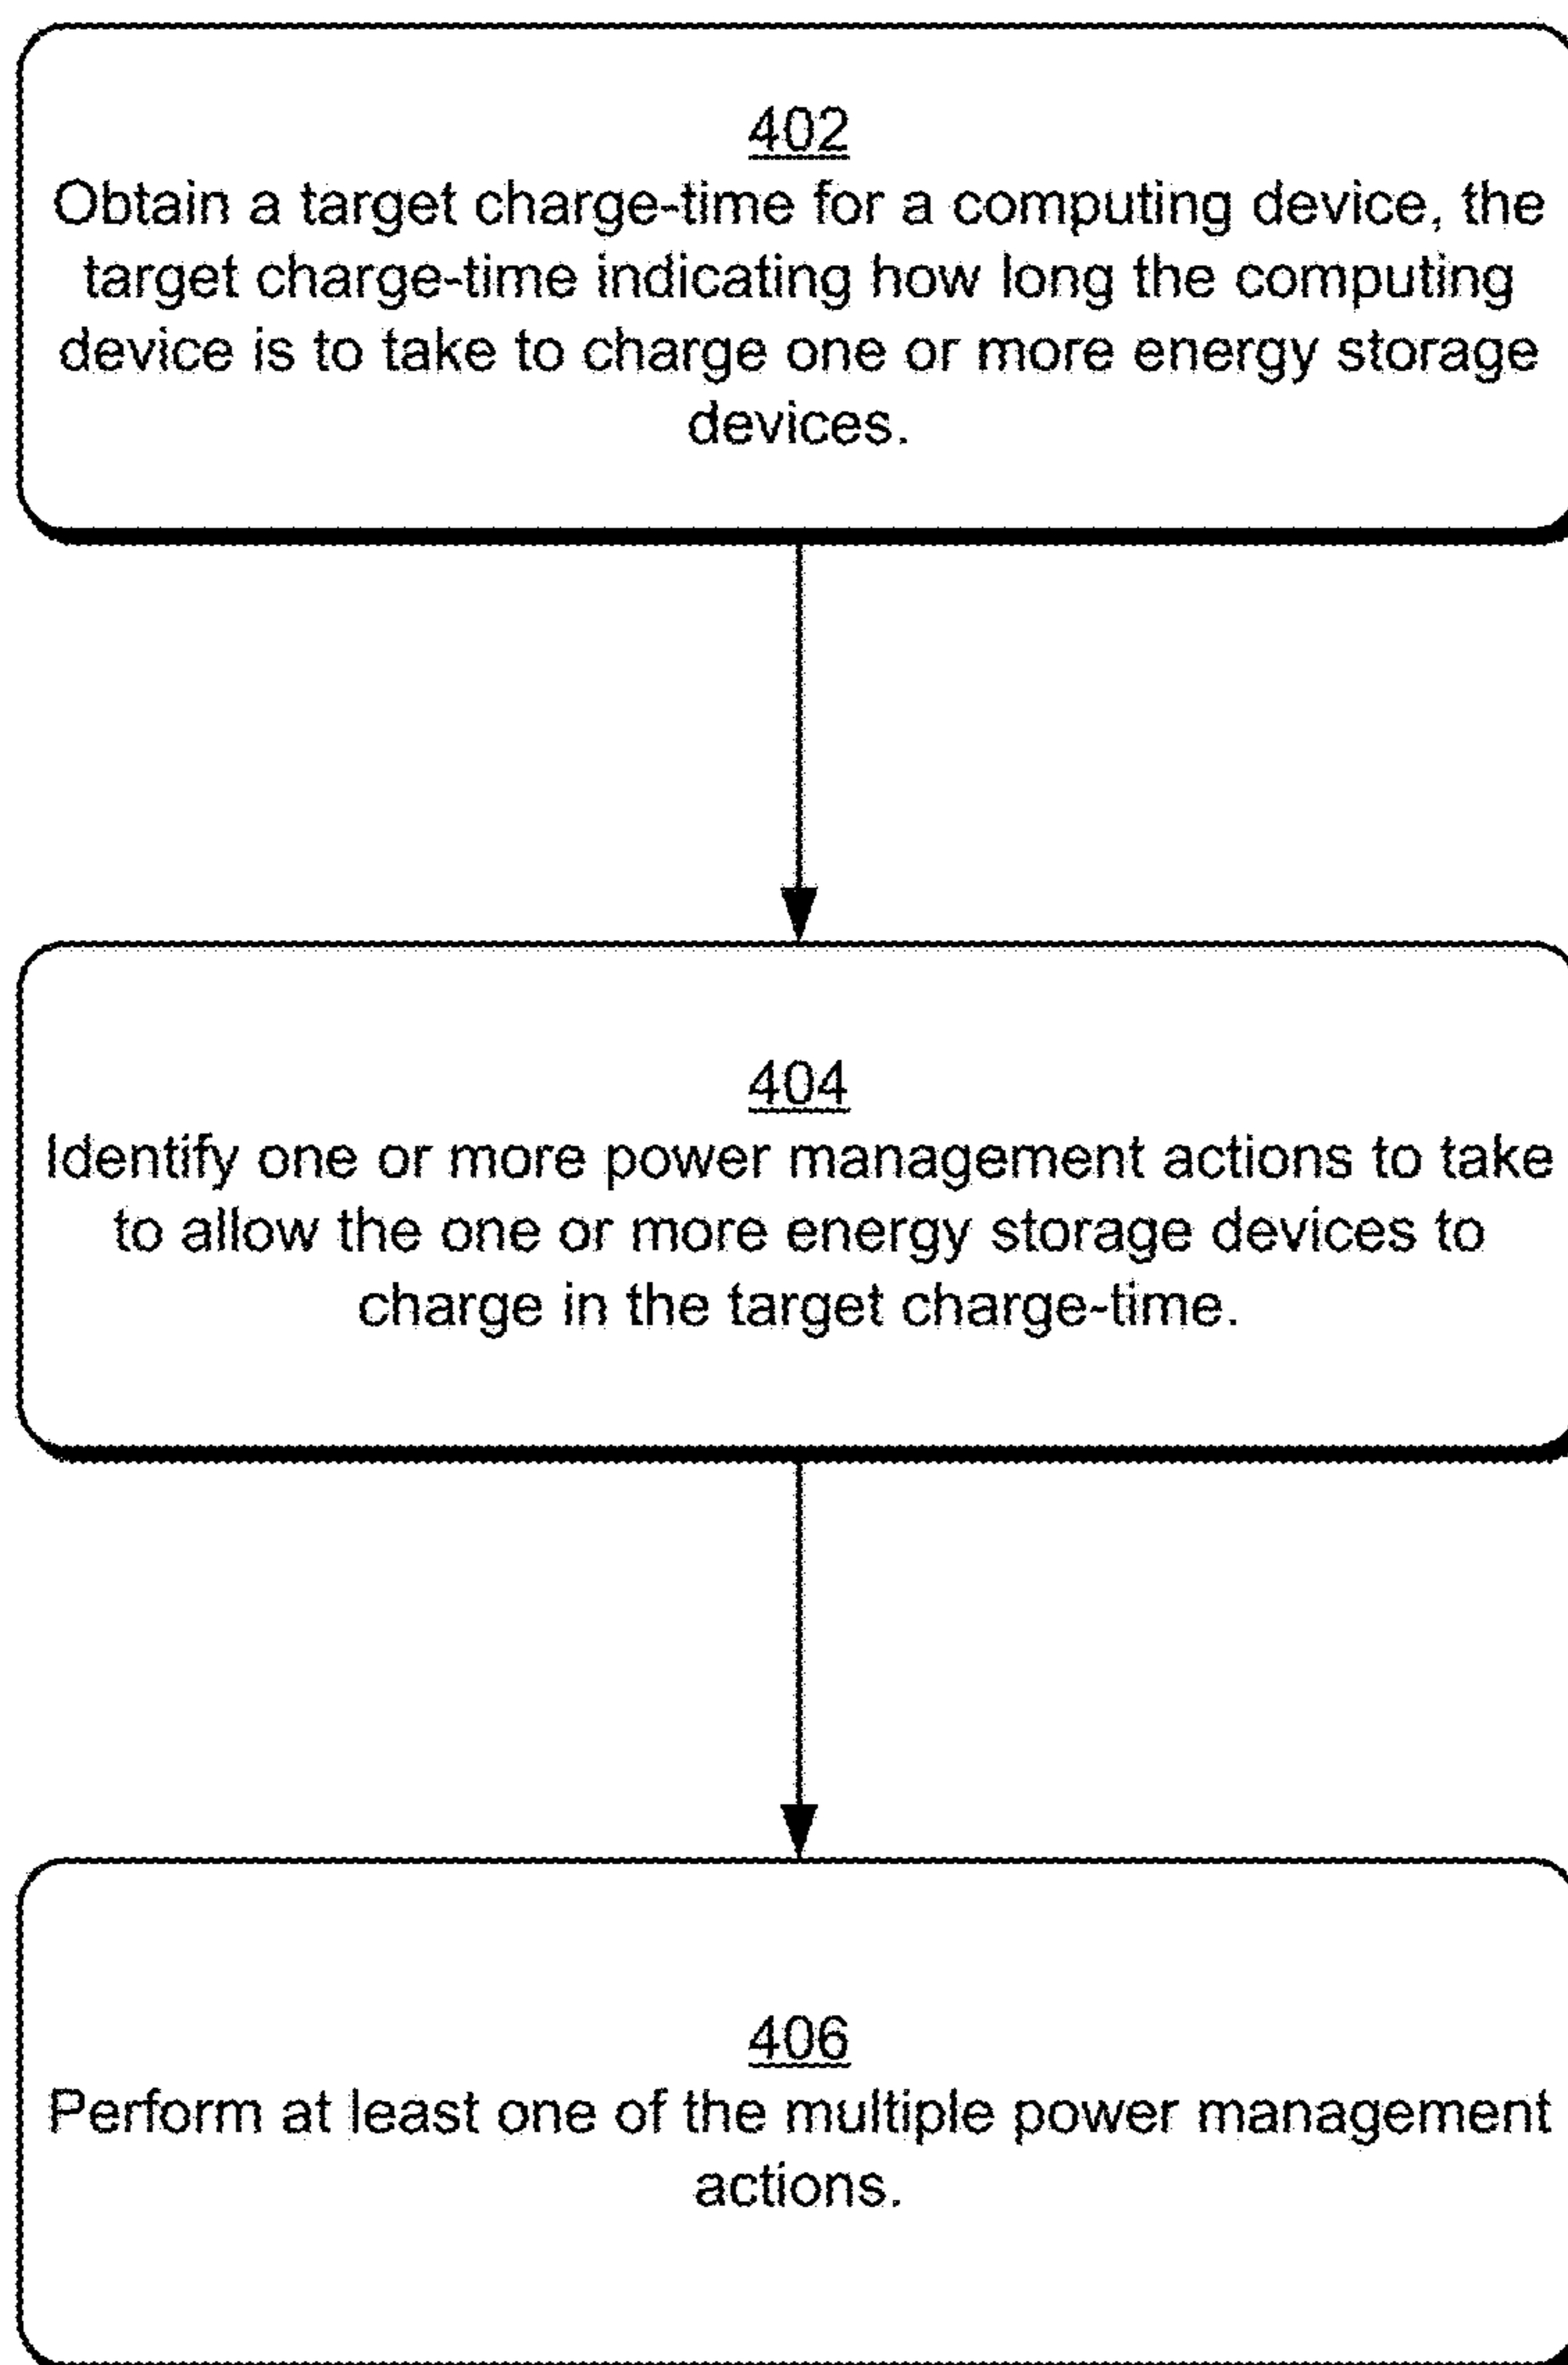 402
Obtain a target charge-time for a computing device, the
target charge-time indicating how long the computing
device is to take to charge one or more energy storage
devices.
404
Identify one or more power management actions to take
to allow the one or more energy storage devices to
charge in the target charge-time.
406
Perform at least one of the multiple power management
actions.